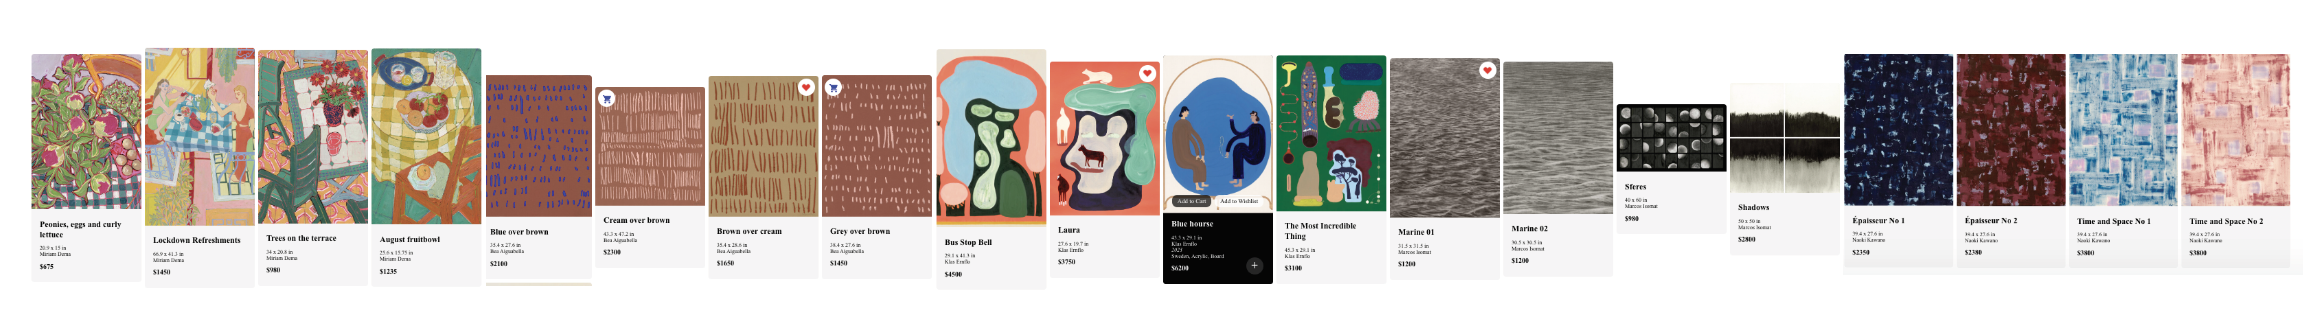 Peonies, eggs and curly
lettuce
20.9 x 15 in
Miriam Dema
$675
Lockdown Refreshments
66.9 x 41.3 in
Miriam Dema
$1450
Trees on the terrace
34 x 20.8 in
Miriam Dema
$980
August fruitbowl
25.6 x 15.75 in
Miriam Dema
$1235
Blue over brown
35.4 x 27.6 in
Bea Aiguabella
$2100
Cream over brown
43.3 x 47.2 in
Bea Aiguabella
$2300
Brown over cream
35.4 x 26.6 in
Bea Aiguabella
$1650
Grey over brown
38.4 x 27.6 in
Bea Aiguabella
$1450
Bus Stop Bell
29.1 x 41.3 in
Klas Ernflo
$4500
Laura
27.6 x 19.7 in
Klas Ernflo
$3750
Add to Cart
Add to Wishlist
Blue hourse
43.3 x 29.1 in
Klas Ernflo
2023
Sweden, Acrylic, Board
$6200
The Most Incredible
Thing
45.3 x 29.1 in
Klas Ernflo
$3100
Marine 01
31.5 x 31.5 in
Marcos Isomat
$1200
Marine 02
30.5 x 30.5 in
Marcos Isomat
$1200
Sferes
40 x 60 in
Marcos Isomat
$980
Shadows
50 x 50 in
Marcos Isomat
$2800
Épaisseur No 1
39.4 x 27.6 in
Naoki Kawano
$2350
Épaisseur No 2
39.4 x 27.6 in
Naoki Kawano
$2380
Time and Space No 1
39.4 x 27.6 in
Naoki Kawano
$3800
Time and Space No 2
39.4 x 27.6 in
Naoki Kawano
$3800